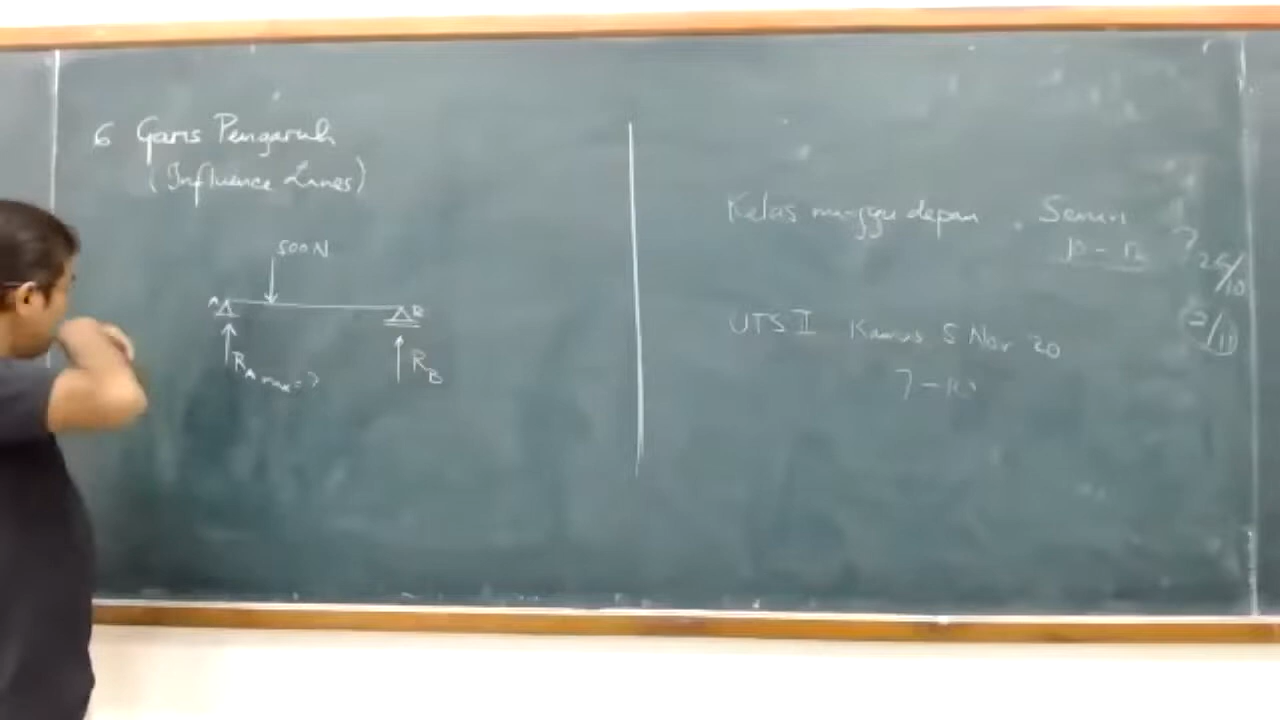 6 Garis Pengaruh
(Influence Lines)
500 N
A
B
R_A max = ?
R_B
Kelas minggu depan . Senin
10 - 12 ?
26/10
2/11
UTS II Kamis 5 Nov 20
7 - 10